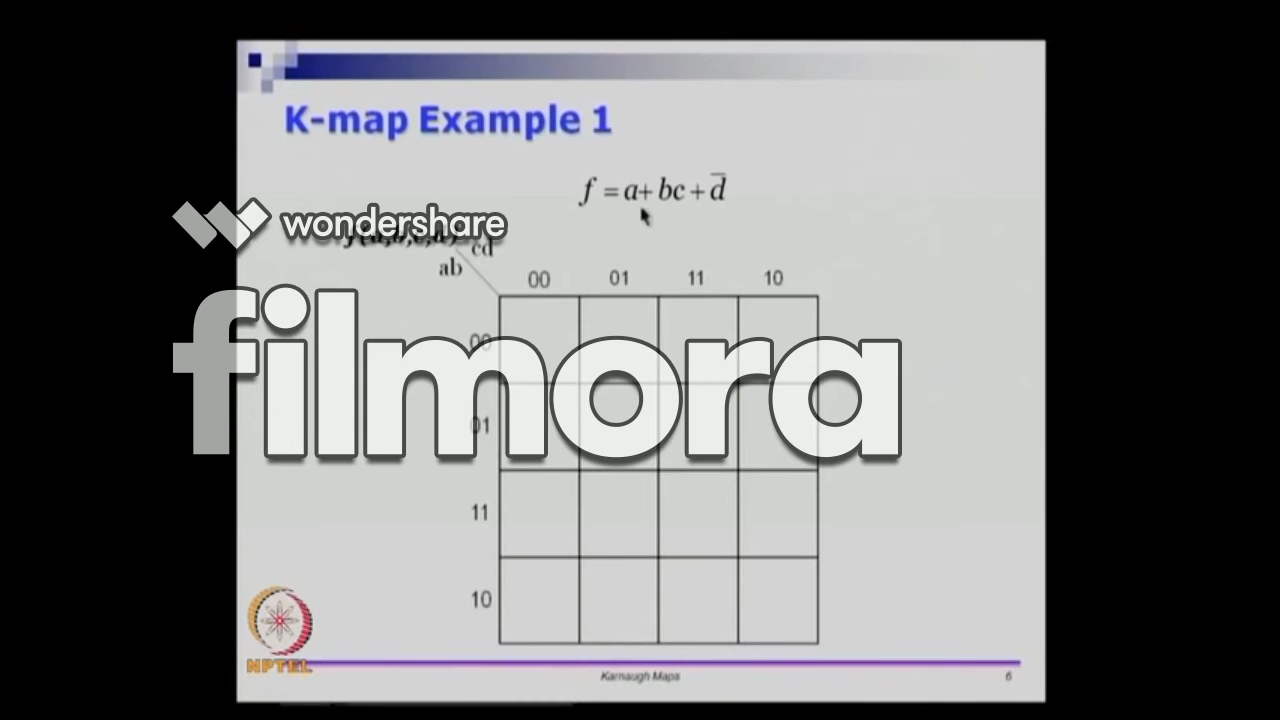 K-map Example 1
f = a+ bc + d̅
wondershare
f(a,b,c,d) cd
ab
00 01 11 10
00
filmora
01
11
10
NPTEL
Karnaugh Maps 6